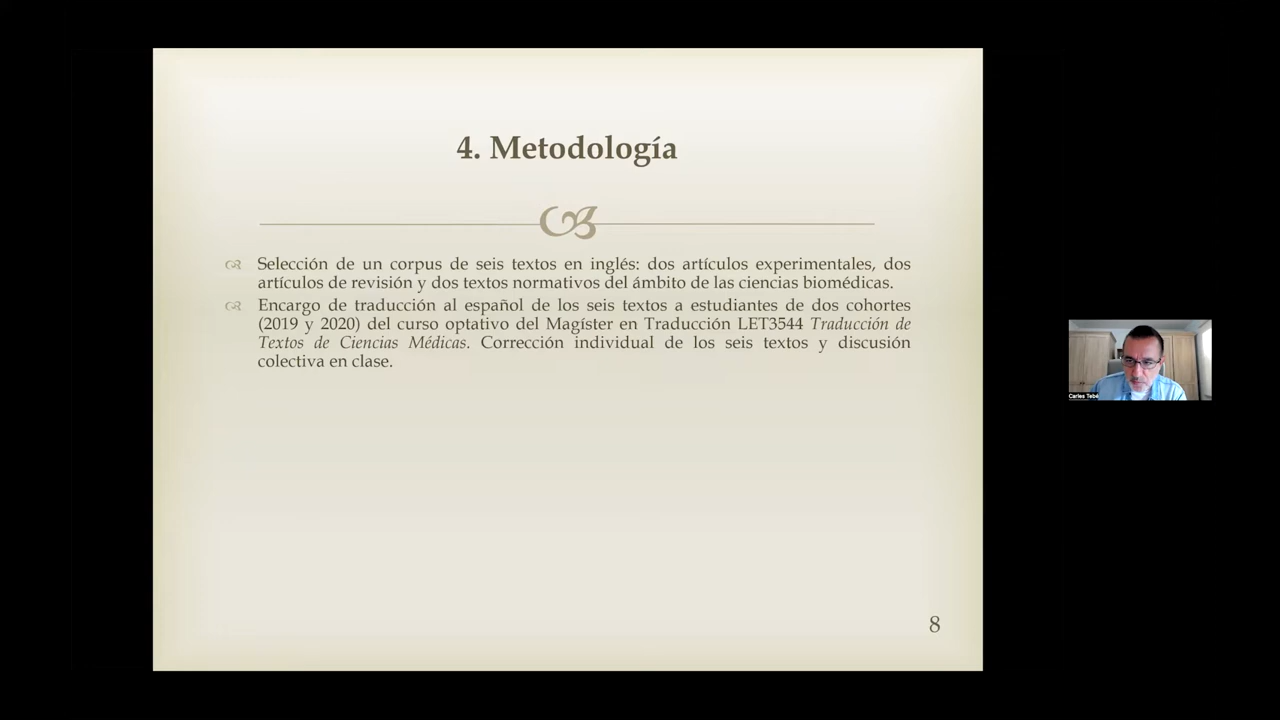 4. Metodología
Selección de un corpus de seis textos en inglés: dos artículos experimentales, dos
artículos de revisión y dos textos normativos del ámbito de las ciencias biomédicas.
Encargo de traducción al español de los seis textos a estudiantes de dos cohortes
(2019 y 2020) del curso optativo del Magíster en Traducción LET3544 Traducción de
Textos de Ciencias Médicas. Corrección individual de los seis textos y discusión
colectiva en clase.
8
Carles Tebé